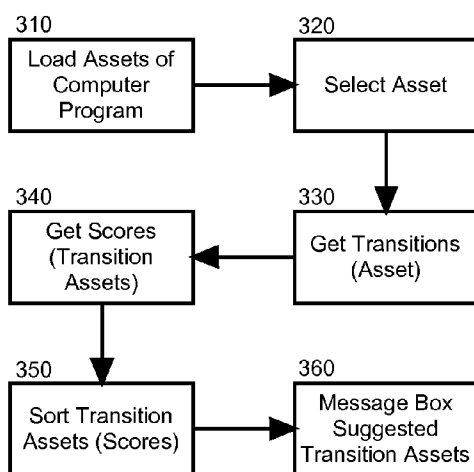 310
Load Assets of
Computer
Program
320
Select Asset
330
Get Transitions
(Asset)
340
Get Scores
(Transition
Assets)
350
Sort Transition
Assets (Scores)
360
Message Box
Suggested
Transition Assets